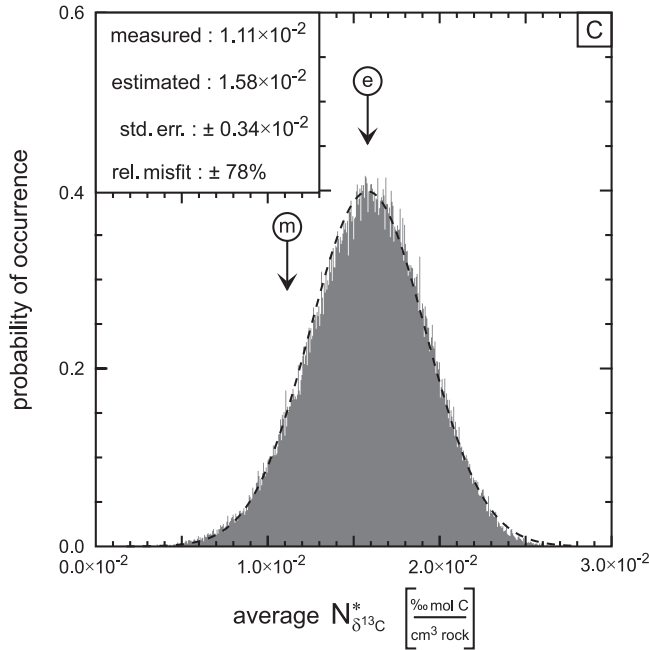 0.6
measured : 1.11×10-2
estimated : 1.58×10-2
std. err. : ± 0.34×10-2
rel. misfit : ± 78%
C
e
m
0.4
0.2
0.0
probability of occurrence
0.0×10-2 1.0×10-2 2.0×10-2 3.0×10-2
average N*δ13C [‰ mol C
cm3 rock]